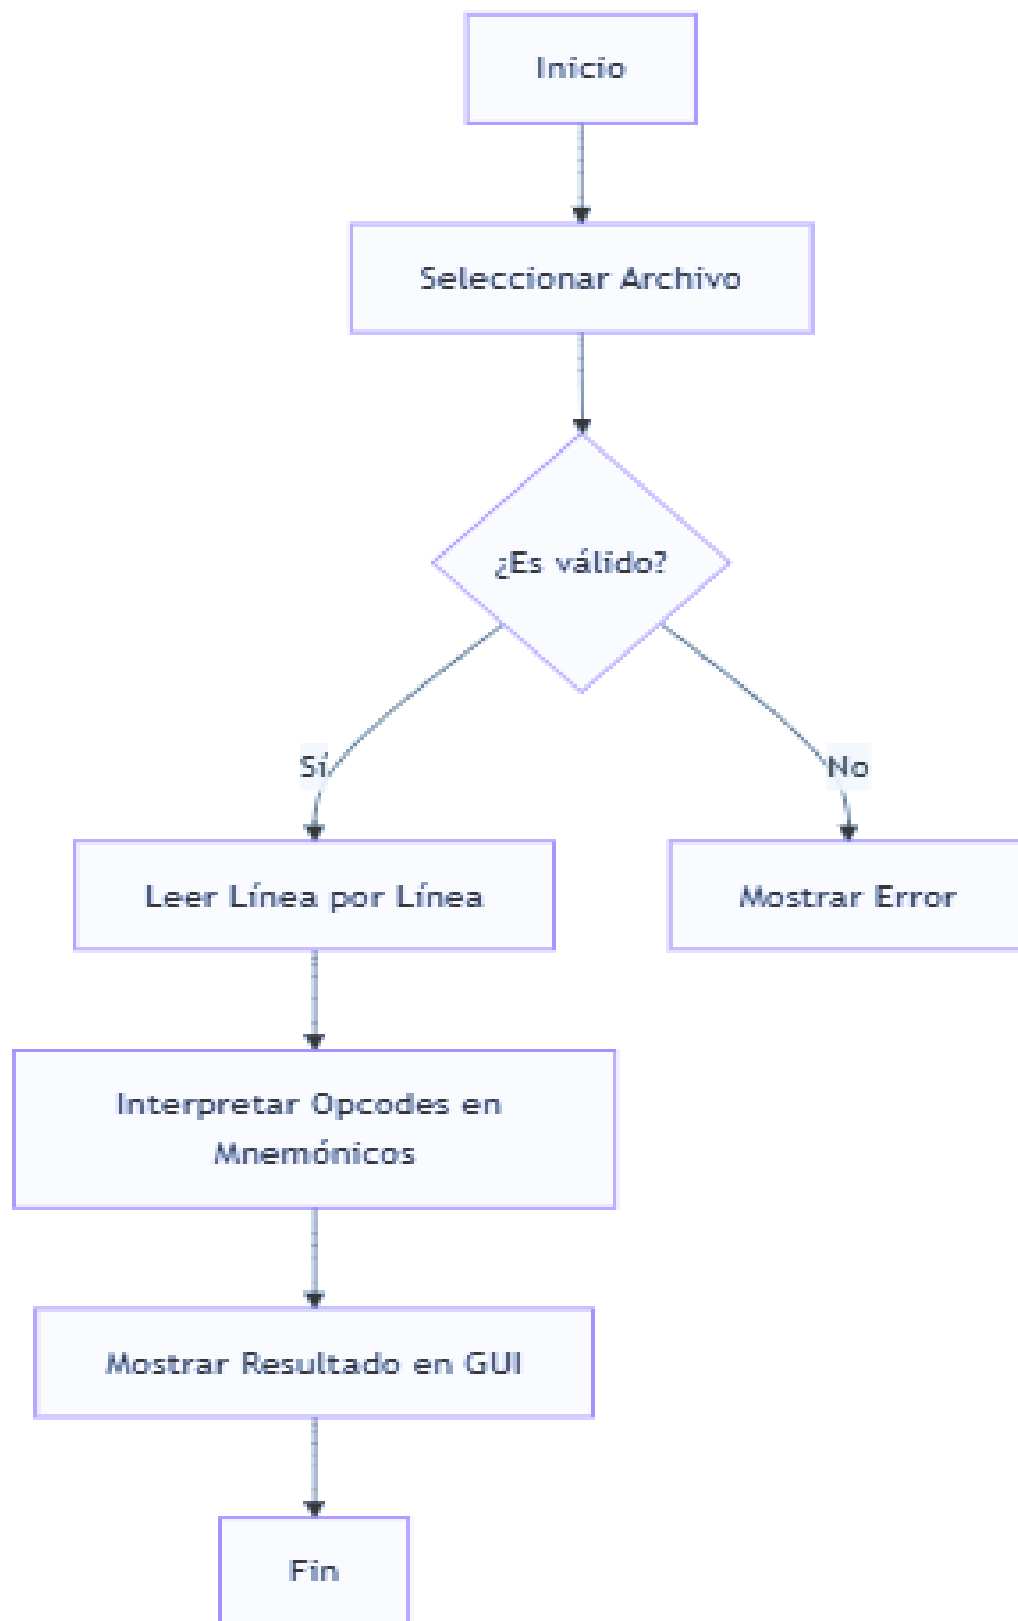 Inicio
Seleccionar Archivo
¿Es válido?
Sí
No
Leer Línea por Línea
Mostrar Error
Interpretar Opcodes en
Mnemónicos
Mostrar Resultado en GUI
Fin